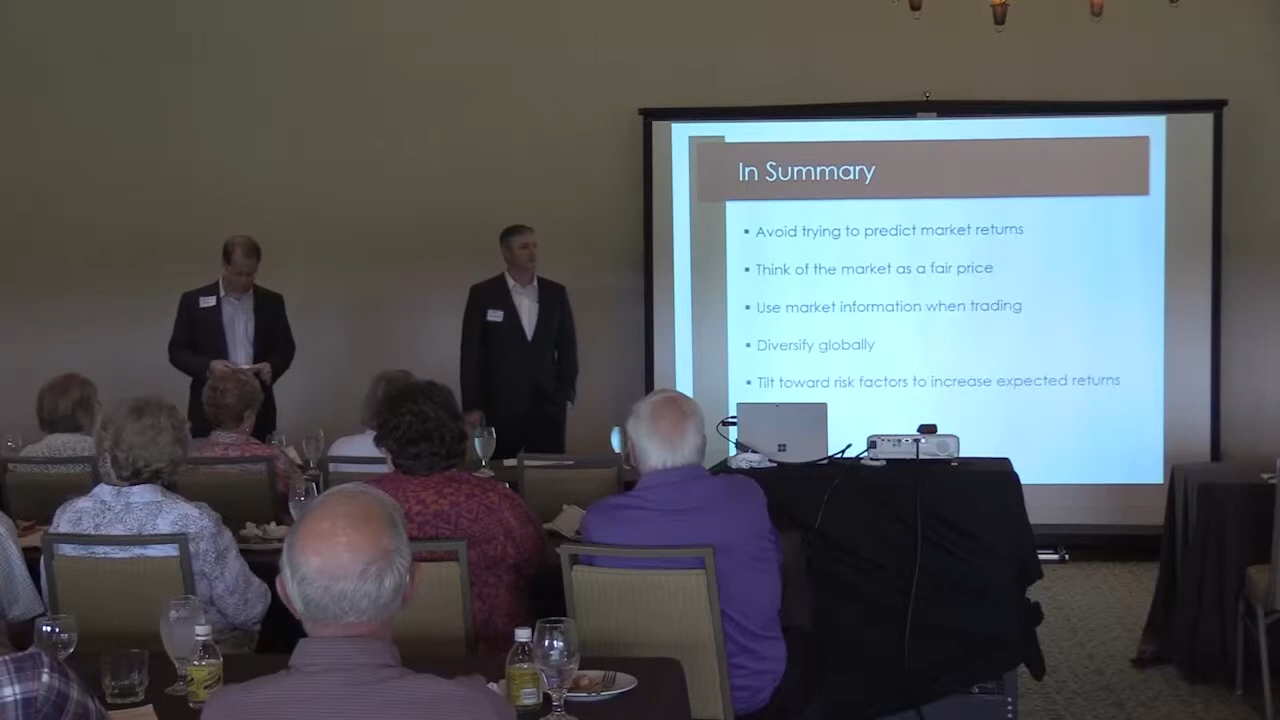 In Summary
▪ Avoid trying to predict market returns
▪ Think of the market as a fair price
▪ Use market information when trading
▪ Diversify globally
▪ Tilt toward risk factors to increase expected returns